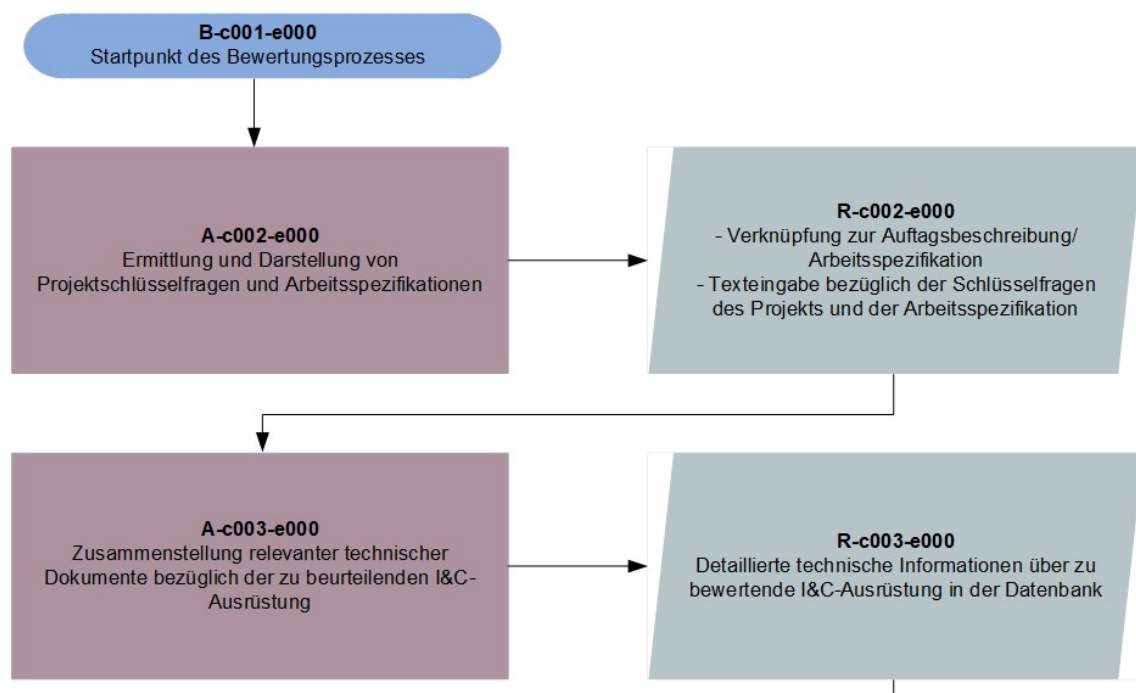 B-c001-e000
Startpunkt des Bewertungsprozesses
A-c002-e000
Ermittlung und Darstellung von
Projektschlüsselfragen und Arbeitsspezifikationen
R-c002-e000
- Verknüpfung zur Auftagsbeschreibung/
Arbeitsspezifikation
- Texteingabe bezüglich der Schlüsselfragen
des Projekts und der Arbeitsspezifikation
A-c003-e000
Zusammenstellung relevanter technischer
Dokumente bezüglich der zu beurteilenden I&C-
Ausrüstung
R-c003-e000
Detaillierte technische Informationen über zu
bewertende I&C-Ausrüstung in der Datenbank